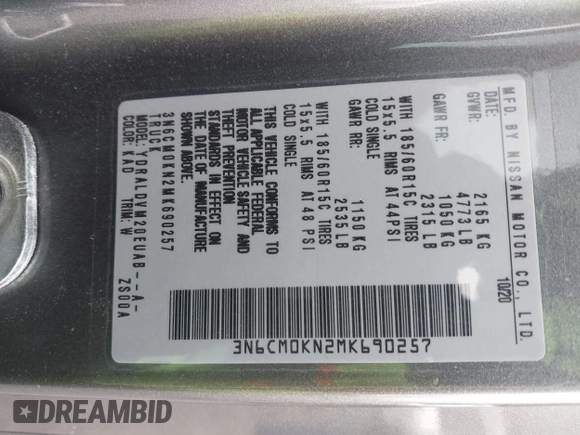 MFD. BY NISSAN MOTOR CO., LTD.
DATE: 10/20
GVWR: 2165 KG
4773 LB
GAWR FR: 1050 KG
2315 LB
WITH 185/60R15C TIRES
15x5.5 RIMS AT 44PSI
COLD SINGLE
GAWR RR: 1150 KG
2535 LB
WITH 185/60R15C TIRES
15x5.5 RIMS AT 48 PSI
COLD SINGLE
THIS VEHICLE CONFORMS TO
ALL APPLICABLE FEDERAL
MOTOR VEHICLE SAFETY AND
THEFT PREVENTION
STANDARDS IN EFFECT ON
THE DATE OF MANUFACTURE
SHOWN ABOVE.
3N6CM0KN2MK690257
TRUCK
MODEL: YDRALDVM20EUAB--A-
COLOR: KAD TRIM: W ZS00A
3N6CM0KN2MK690257
DREAMBID